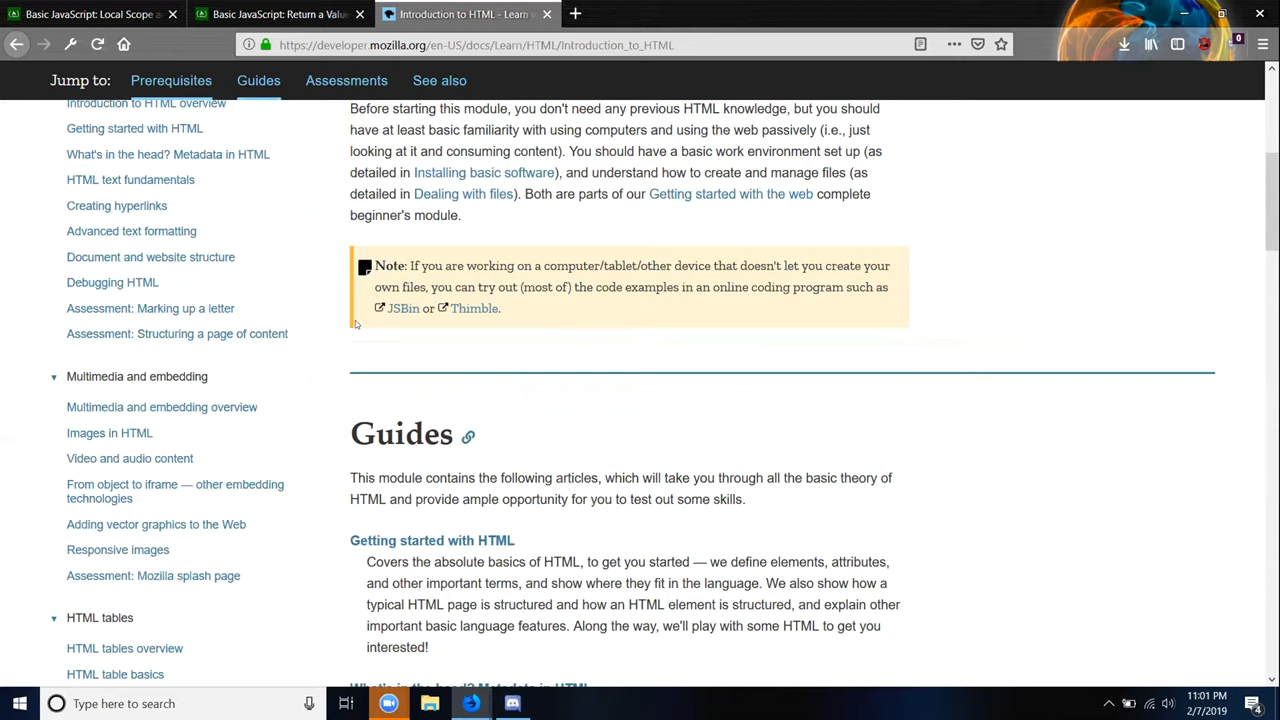 Basic JavaScript: Local Scope a
Basic JavaScript: Return a Value
Introduction to HTML - Learn
https://developer.mozilla.org/en-US/docs/Learn/HTML/Introduction_to_HTML
0
Jump to: Prerequisites Guides Assessments See also
Introduction to HTML overview
Getting started with HTML
What's in the head? Metadata in HTML
HTML text fundamentals
Creating hyperlinks
Advanced text formatting
Document and website structure
Debugging HTML
Assessment: Marking up a letter
Assessment: Structuring a page of content
Multimedia and embedding
Multimedia and embedding overview
Images in HTML
Video and audio content
From object to iframe — other embedding
technologies
Adding vector graphics to the Web
Responsive images
Assessment: Mozilla splash page
HTML tables
HTML tables overview
HTML table basics
Before starting this module, you don't need any previous HTML knowledge, but you should
have at least basic familiarity with using computers and using the web passively (i.e., just
looking at it and consuming content). You should have a basic work environment set up (as
detailed in Installing basic software), and understand how to create and manage files (as
detailed in Dealing with files). Both are parts of our Getting started with the web complete
beginner's module.
Note: If you are working on a computer/tablet/other device that doesn't let you create your
own files, you can try out (most of) the code examples in an online coding program such as
JSBin or Thimble.
Guides
This module contains the following articles, which will take you through all the basic theory of
HTML and provide ample opportunity for you to test out some skills.
Getting started with HTML
Covers the absolute basics of HTML, to get you started — we define elements, attributes,
and other important terms, and show where they fit in the language. We also show how a
typical HTML page is structured and how an HTML element is structured, and explain other
important basic language features. Along the way, we'll play with some HTML to get you
interested!
What's in the head? Metadata in HTML
Type here to search
11:01 PM
2/7/2019
4